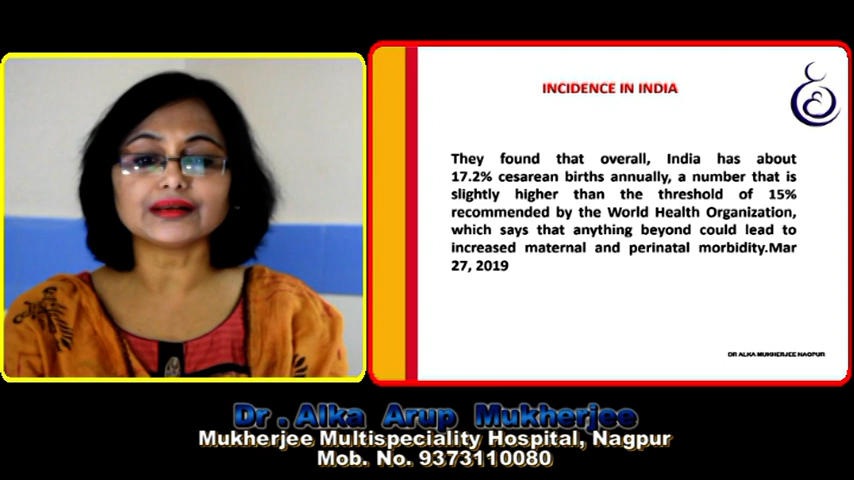 INCIDENCE IN INDIA
They found that overall, India has about
17.2% cesarean births annually, a number that is
slightly higher than the threshold of 15%
recommended by the World Health Organization,
which says that anything beyond could lead to
increased maternal and perinatal morbidity.Mar
27, 2019
DR ALKA MUKHERJEE NAGPUR
Dr . Alka Arup Mukherjee
Mukherjee Multispeciality Hospital, Nagpur
Mob. No. 9373110080